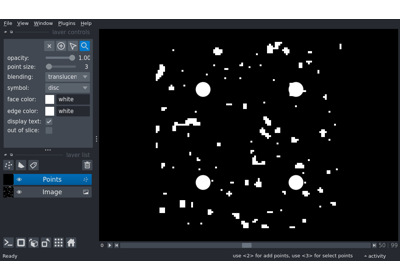 File View Window Plugins Help
layer controls
opacity: 1.00
point size: 3
blending: translucen
symbol: disc
face color: white
edge color: white
display text:
out of slice:
layer list
Points
Image
0 50 99
Ready use <2> for add points, use <3> for select points activity